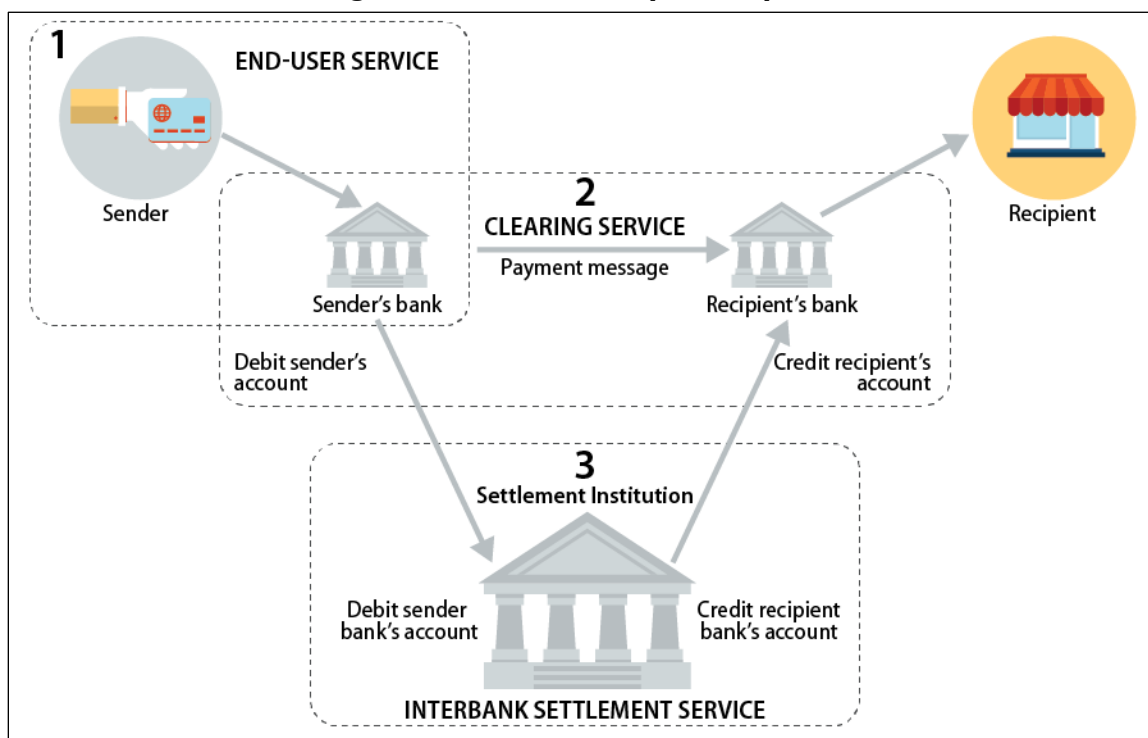 1
END-USER SERVICE
Sender
2
CLEARING SERVICE
Payment message
Recipient
Sender's bank
Recipient's bank
Debit sender's
account
Credit recipient's
account
3
Settlement Institution
Debit sender
bank's account
Credit recipient
bank's account
INTERBANK SETTLEMENT SERVICE